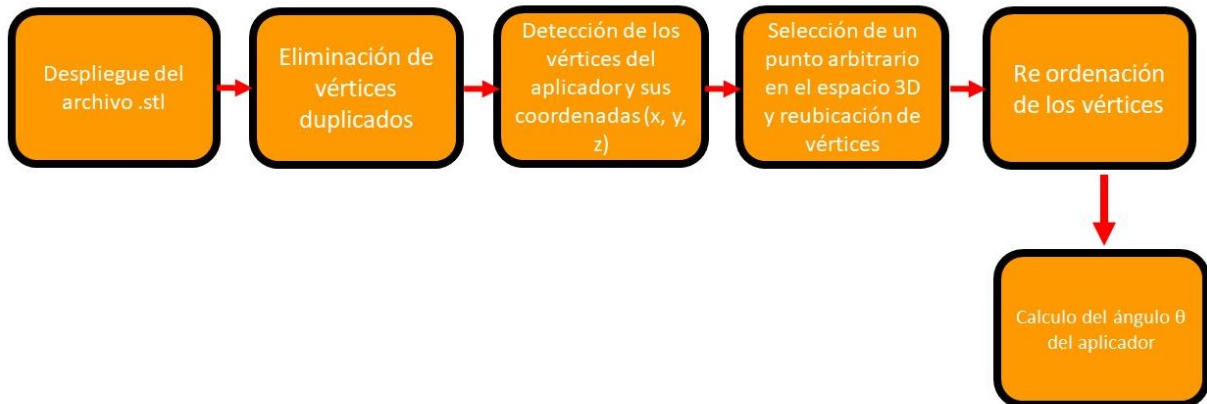 Despliegue del
archivo .stl
Eliminación de
vértices
duplicados
Detección de los
vértices del
aplicador y sus
coordenadas (x, y,
z)
Selección de un
punto arbitrario
en el espacio 3D
y reubicación de
vértices
Re ordenación
de los vértices
Calculo del ángulo θ
del aplicador